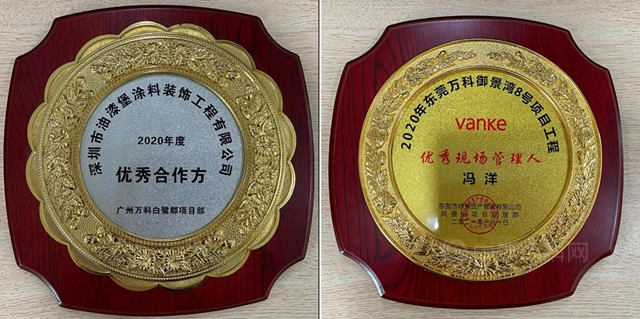 深圳市油漆堡涂料装饰工程有限公司
2020年度
优秀合作方
广州万科白鹭郡项目部
2020年东莞万科御景湾8号项目工程
vanke
优秀现场管理人
冯洋